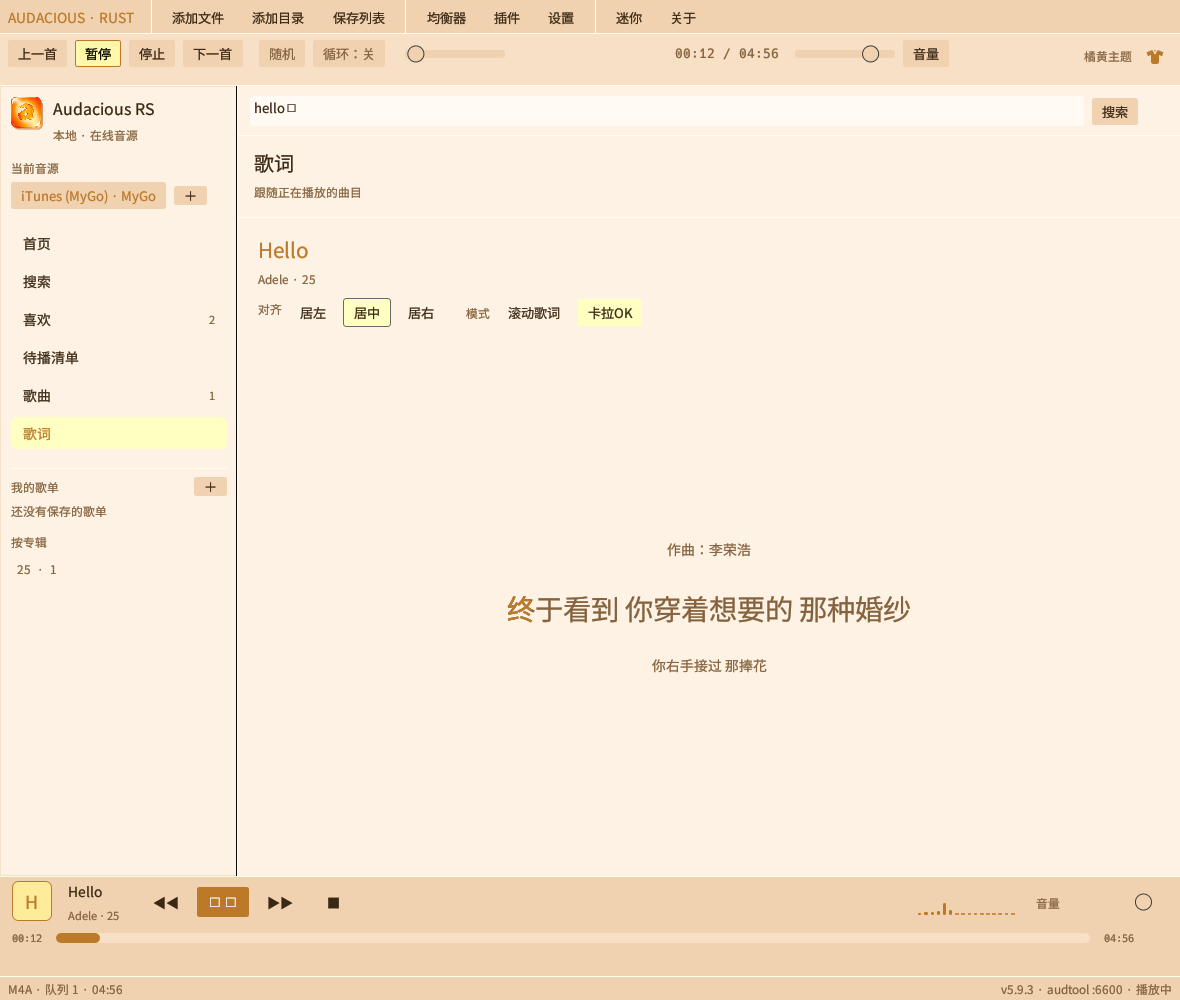 AUDACIOUS · RUST 添加文件 添加目录 保存列表 均衡器 插件 设置 迷你 关于
上一首 暂停 停止 下一首 随机 循环：关 00:12 / 04:56 音量 橘黄主题
Audacious RS
本地 · 在线音源
当前音源
iTunes (MyGo) · MyGo +
首页
搜索
喜欢 2
待播清单
歌曲 1
歌词
我的歌单 +
还没有保存的歌单
按专辑
25 · 1
hello□ 搜索
歌词
跟随正在播放的曲目
Hello
Adele · 25
对齐 居左 居中 居右 模式 滚动歌词 卡拉OK
作曲：李荣浩
终于看到 你穿着想要的 那种婚纱
你右手接过 那捧花
H Hello
Adele · 25
音量
00:12 04:56
M4A · 队列 1 · 04:56 v5.9.3 · audtool :6600 · 播放中